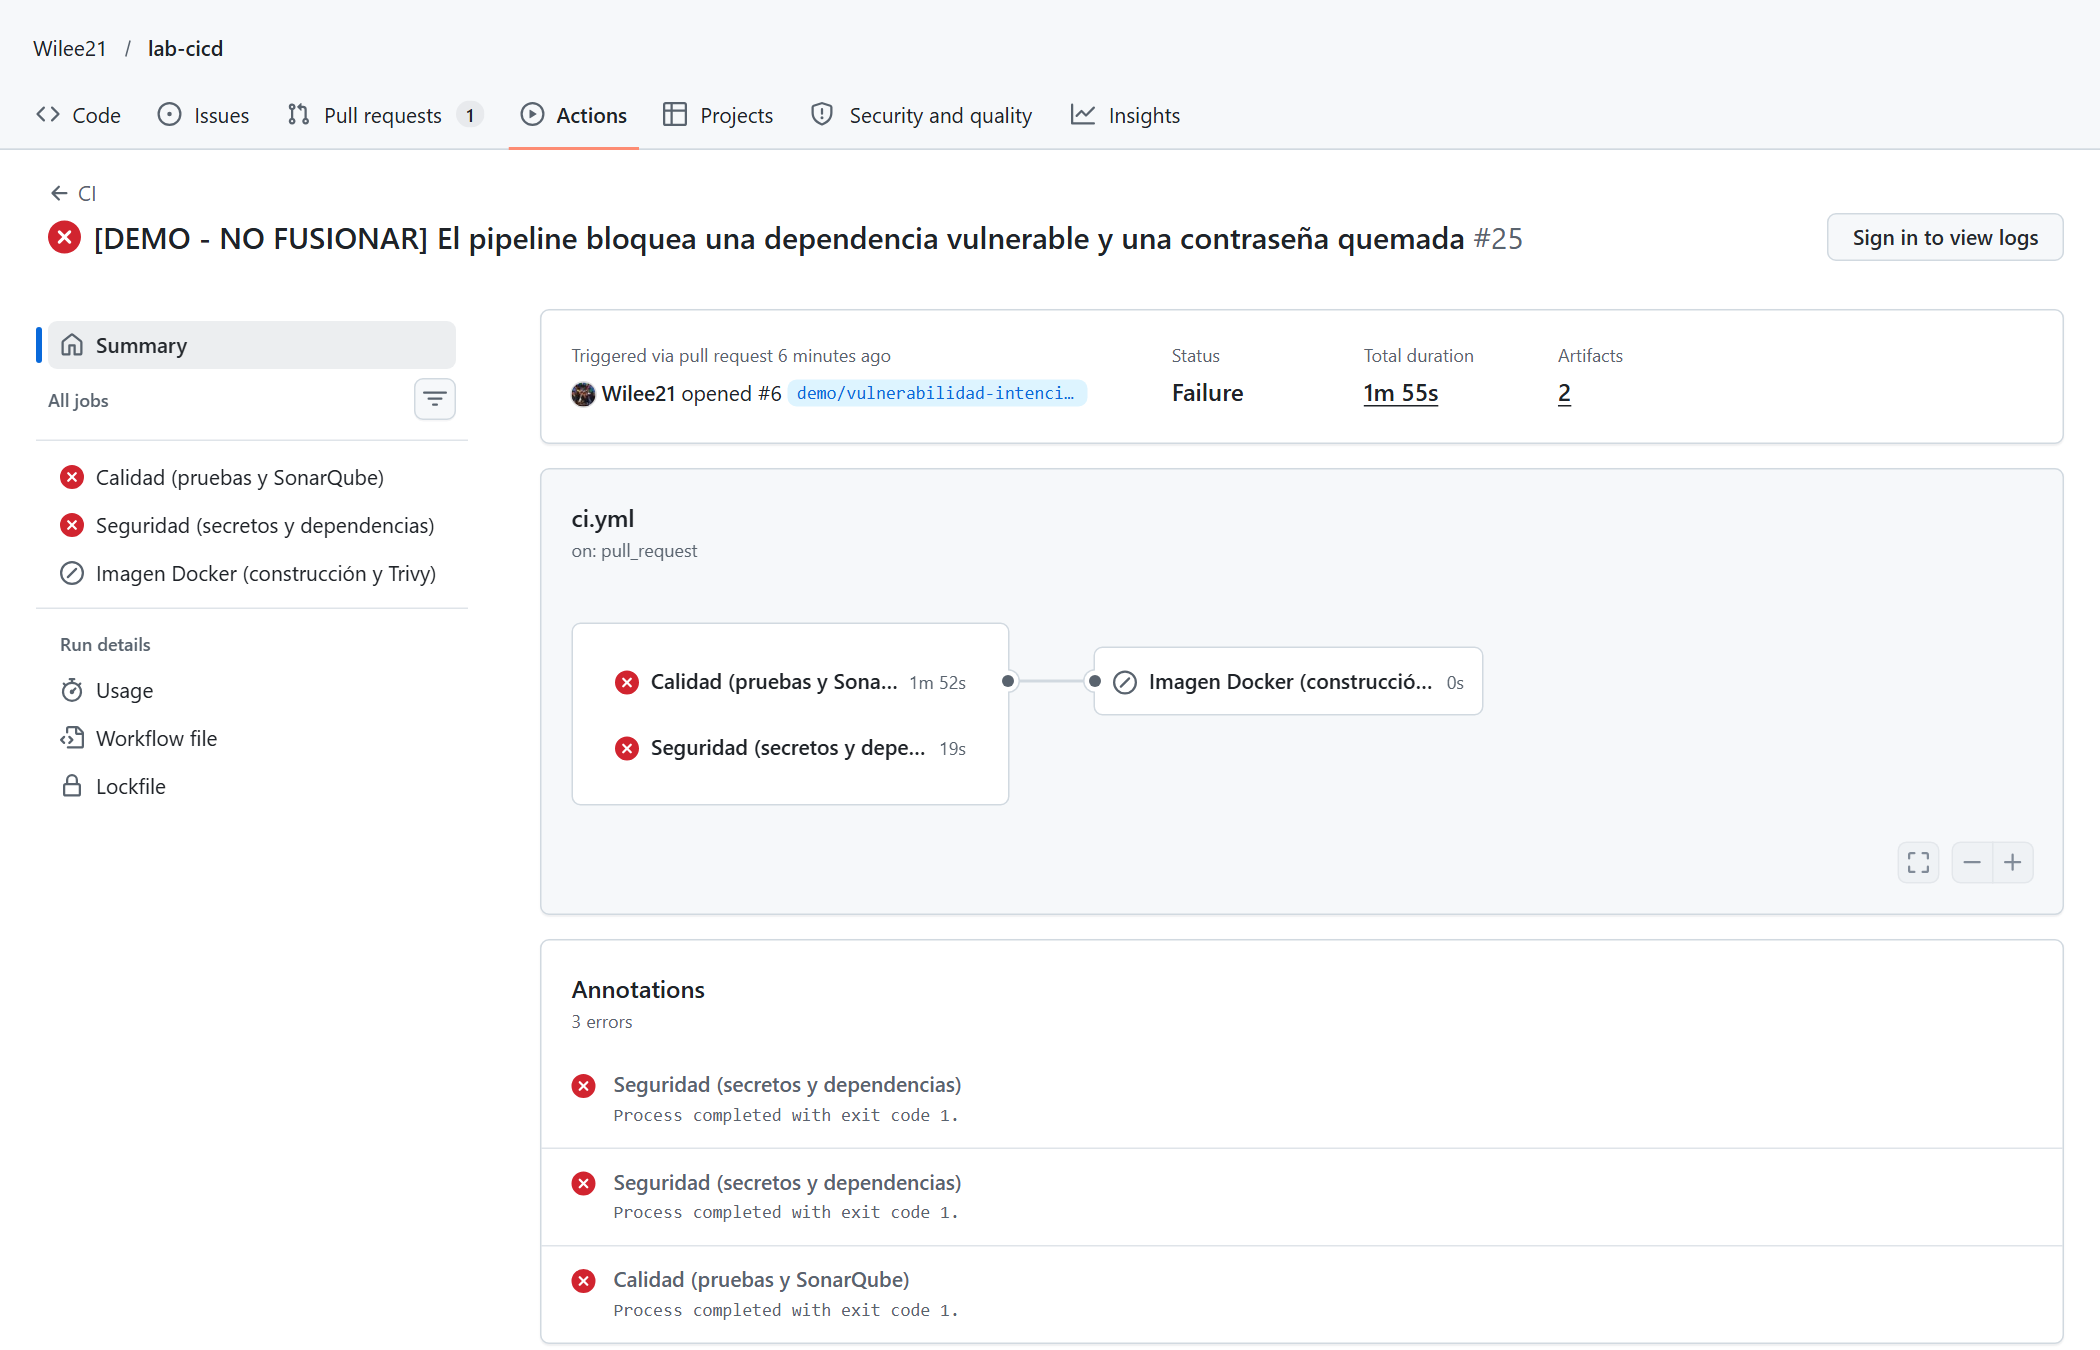 Wilee21 / lab-cicd
Code Issues Pull requests 1 Actions Projects Security and quality Insights
CI
[DEMO - NO FUSIONAR] El pipeline bloquea una dependencia vulnerable y una contraseña quemada #25
Sign in to view logs
Summary
All jobs
Calidad (pruebas y SonarQube)
Seguridad (secretos y dependencias)
Imagen Docker (construcción y Trivy)
Run details
Usage
Workflow file
Lockfile
Triggered via pull request 6 minutes ago
Wilee21 opened #6 demo/vulnerabilidad-intenci…
Status
Failure
Total duration
1m 55s
Artifacts
2
ci.yml
on: pull_request
Calidad (pruebas y Sona... 1m 52s
Seguridad (secretos y depe... 19s
Imagen Docker (construcció... 0s
Annotations
3 errors
Seguridad (secretos y dependencias)
Process completed with exit code 1.
Seguridad (secretos y dependencias)
Process completed with exit code 1.
Calidad (pruebas y SonarQube)
Process completed with exit code 1.